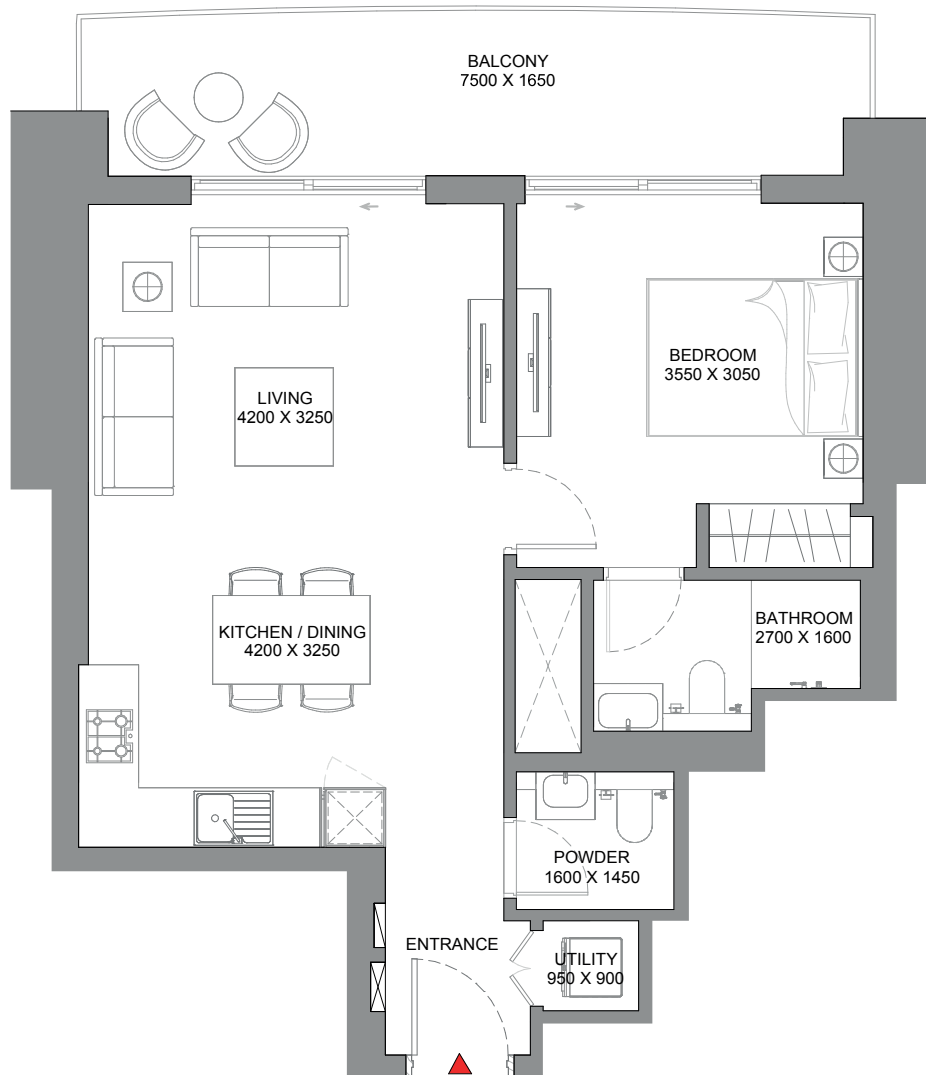 BALCONY
7500 X 1650
BEDROOM
3550 X 3050
LIVING
4200 X 3250
KITCHEN / DINING
4200 X 3250
BATHROOM
2700 X 1600
POWDER
1600 X 1450
ENTRANCE
UTILITY
950 X 900